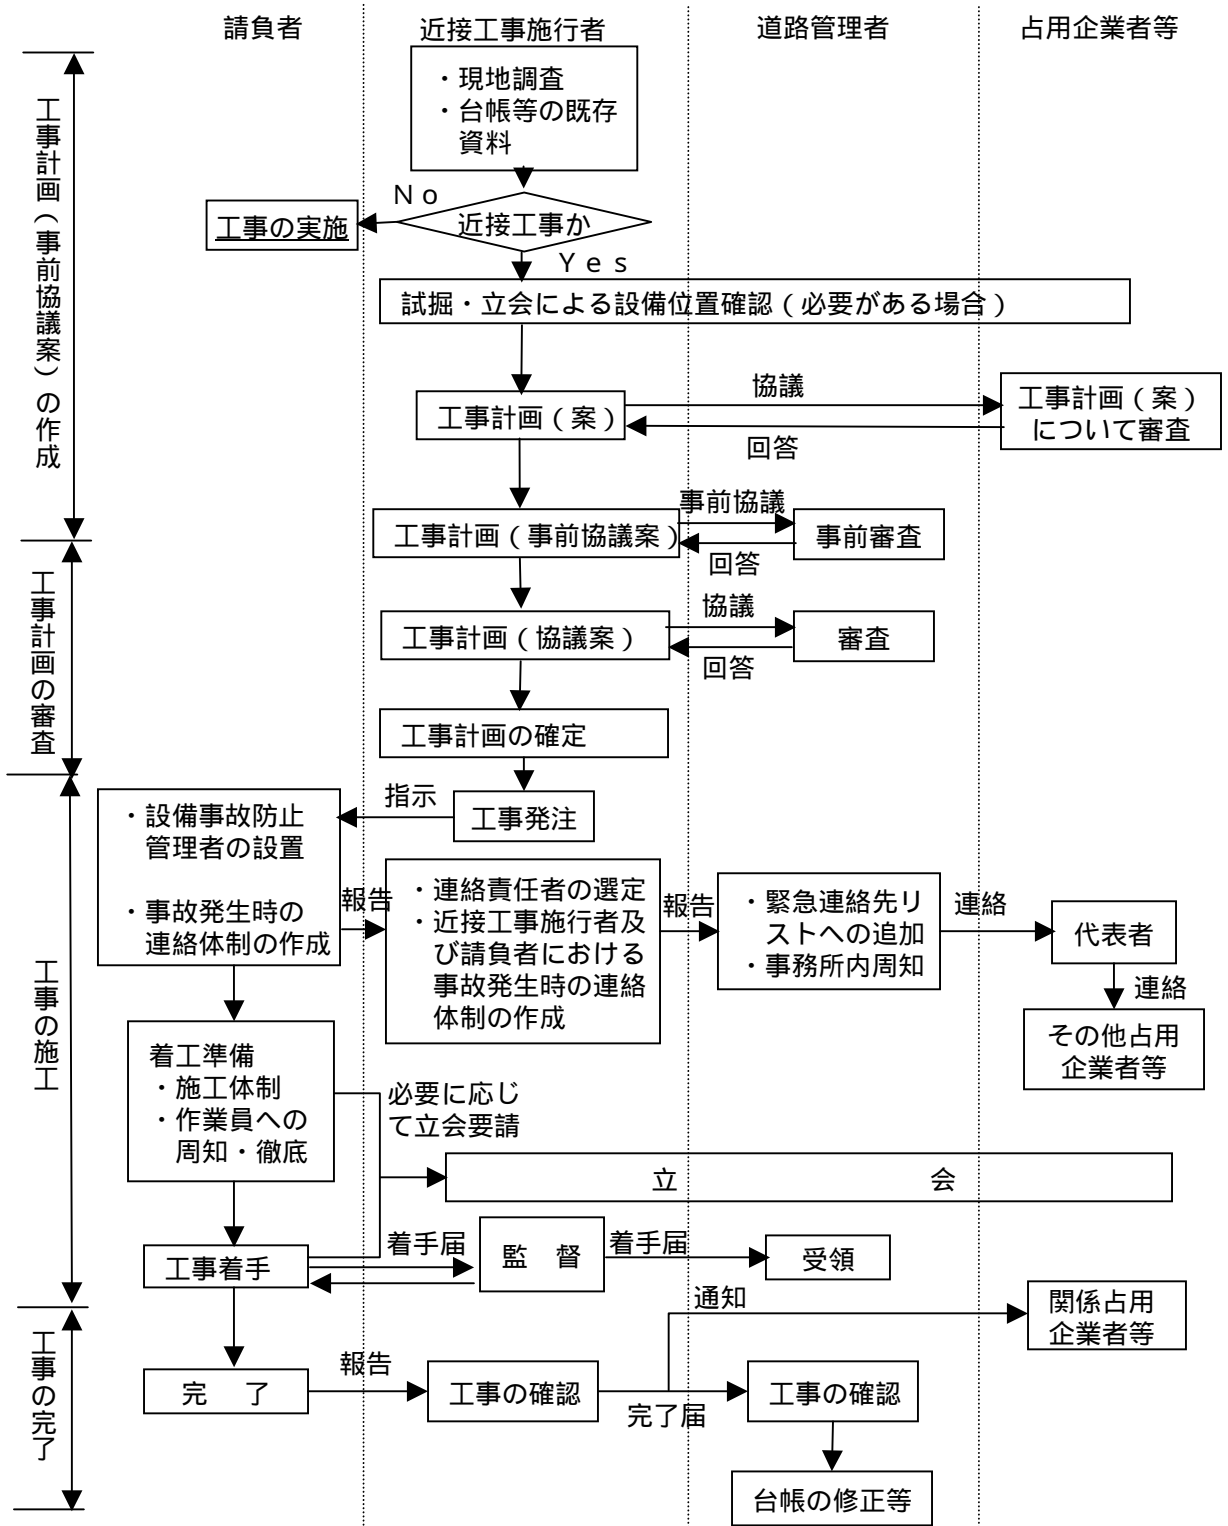 請負者
近接工事施行者
道路管理者
占用企業者等
工事計画（事前協議案）の作成
・現地調査
・台帳等の既存
資料
Ｎｏ
近接工事か
工事の実施
Ｙｅｓ
試掘・立会による設備位置確認（必要がある場合）
工事計画（案）
協議
回答
工事計画（案）
について審査
工事計画（事前協議案）
事前協議
回答
事前審査
工事計画の審査
工事計画（協議案）
協議
回答
審査
工事計画の確定
工事の施工
工事発注
指示
・設備事故防止
管理者の設置
・事故発生時の
連絡体制の作成
報告
・連絡責任者の選定
・近接工事施行者及
び請負者における
事故発生時の連絡
体制の作成
報告
・緊急連絡先リ
ストへの追加
・事務所内周知
連絡
代表者
連絡
その他占用
企業者等
着工準備
・施工体制
・作業員への
周知・徹底
必要に応じ
て立会要請
立　会
工事着手
着手届
監　督
着手届
受領
工事の完了
通知
関係占用
企業者等
完　了
報告
工事の確認
完了届
工事の確認
台帳の修正等